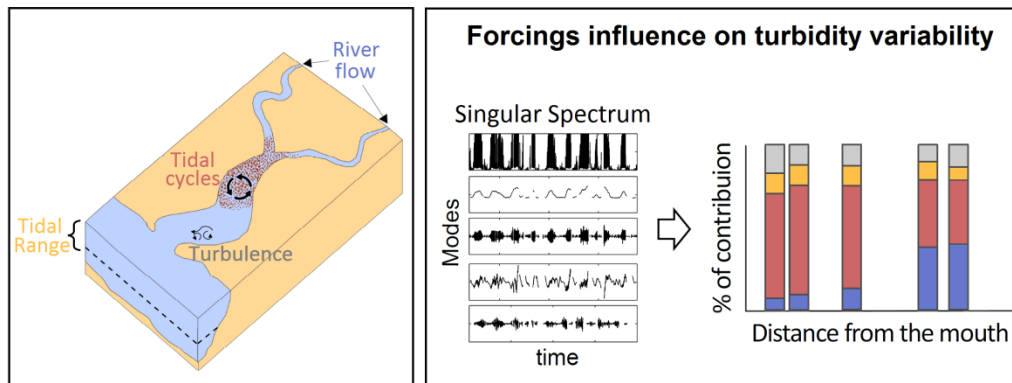 River
flow
Tidal
cycles
Tidal
Range
Turbulence
Forcings influence on turbidity variability
Singular Spectrum
Modes
time
% of contribuion
Distance from the mouth